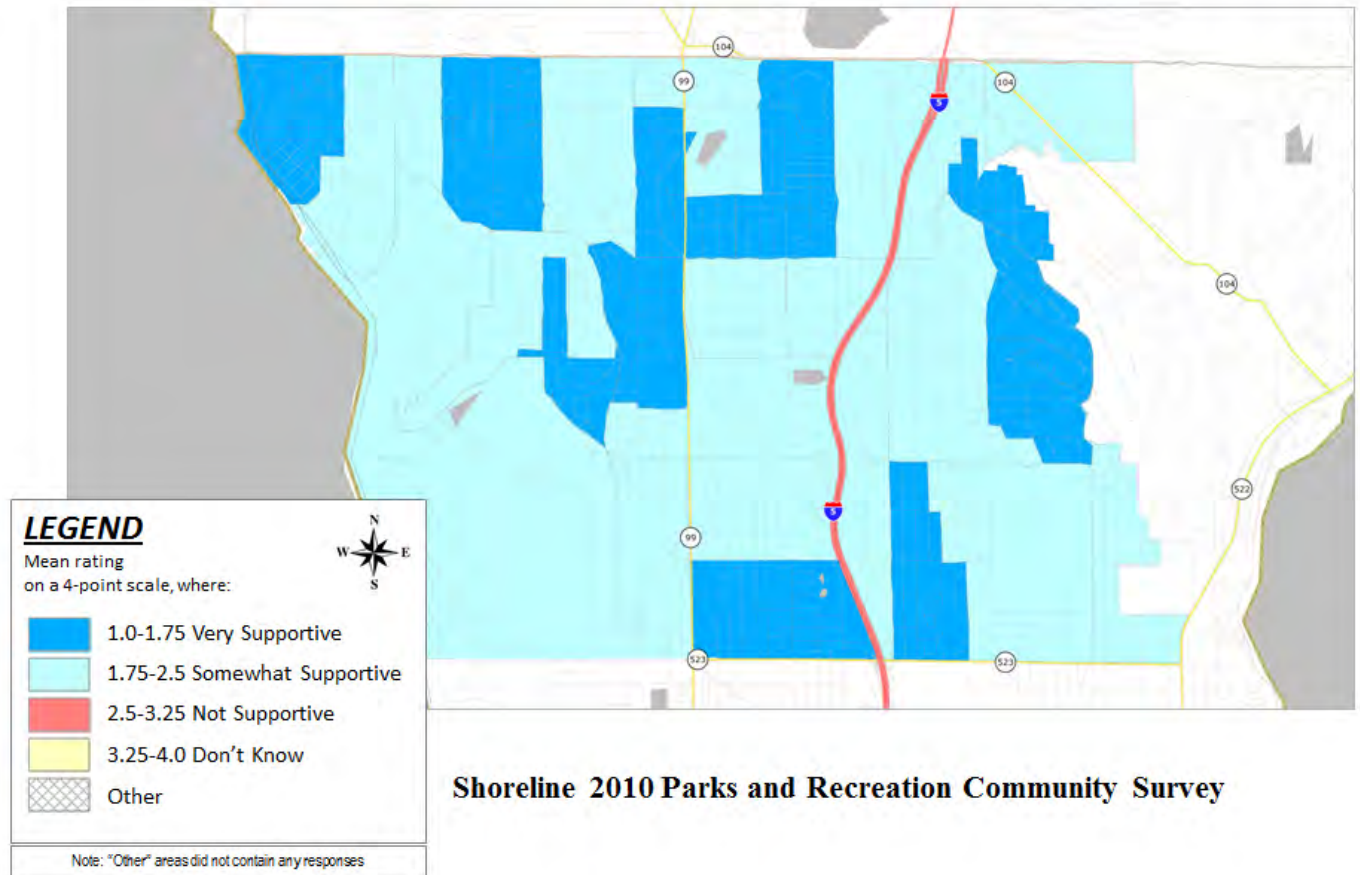 104
99
5
104
104
522
5
99
523
523
LEGEND
N
W E
S
Mean rating
on a 4-point scale, where:
1.0-1.75 Very Supportive
1.75-2.5 Somewhat Supportive
2.5-3.25 Not Supportive
3.25-4.0 Don't Know
Other
Note: "Other" areas did not contain any responses
Shoreline 2010 Parks and Recreation Community Survey